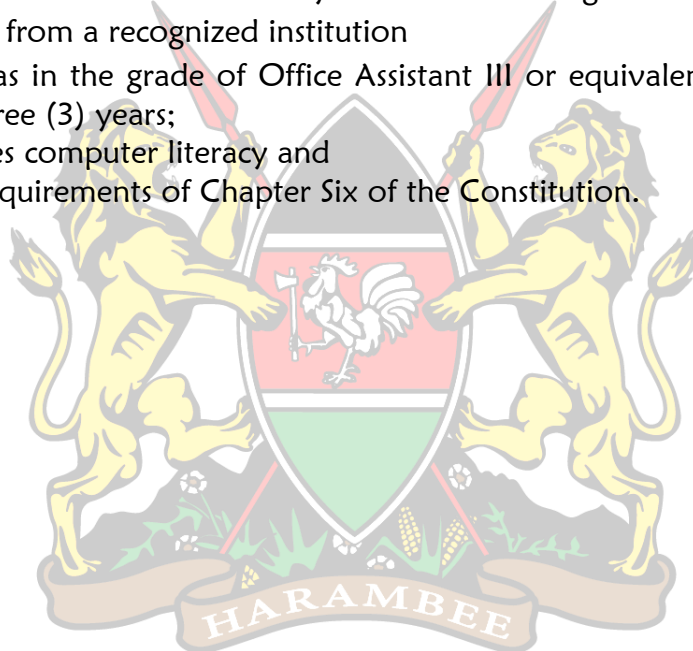 from a recognized institution
as in the grade of Office Assistant III or equivalen
ree (3) years;
es computer literacy and
quirements of Chapter Six of the Constitution.
HARAMBEE